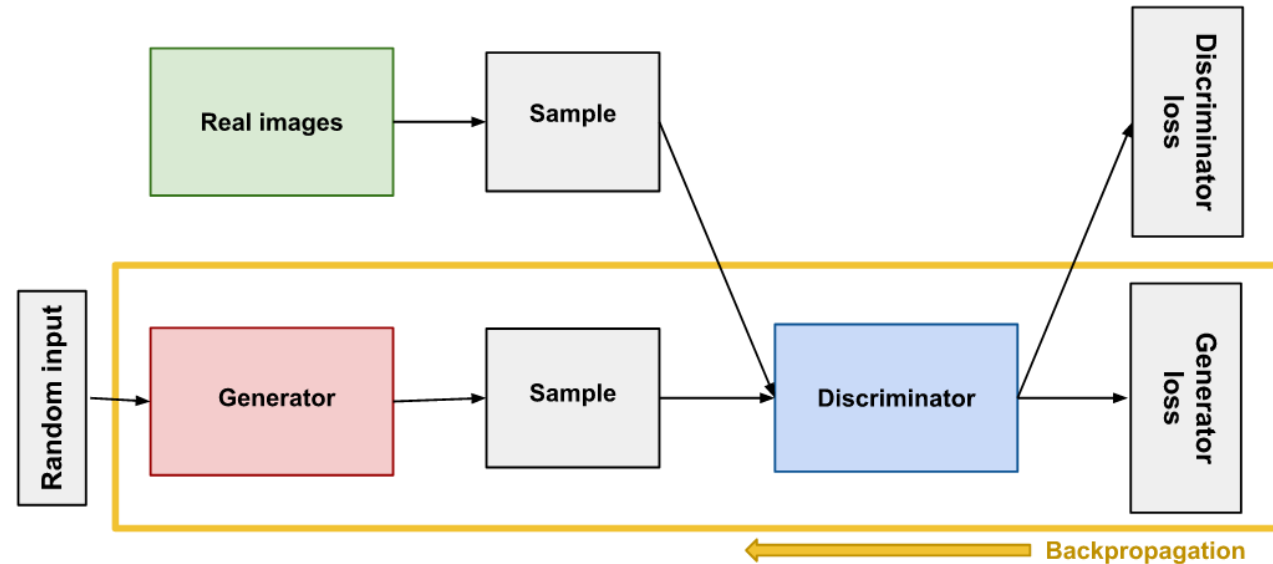 Real images
Sample
Discriminator
loss
Random input
Generator
Sample
Discriminator
Generator
loss
Backpropagation